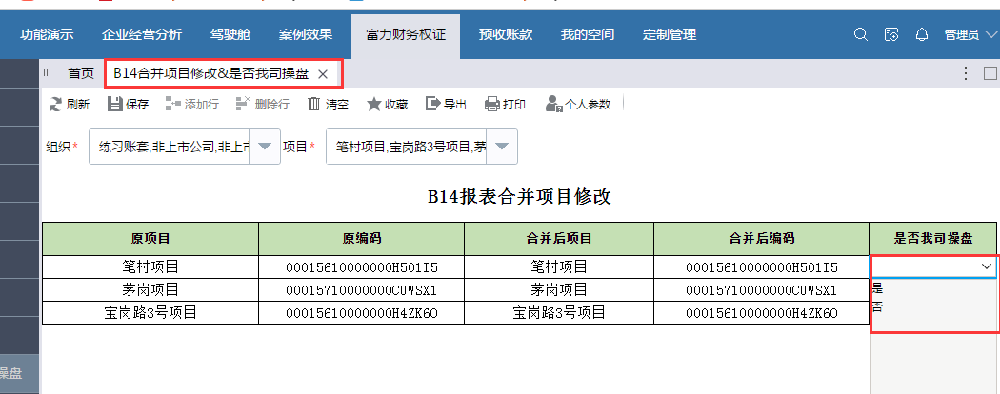 功能演示 企业经营分析 驾驶舱 案例效果 富力财务权证 预收账款 我的空间 定制管理 管理员
首页 B14合并项目修改&是否我司操盘
刷新 保存 添加行 删除行 清空 收藏 导出 打印 个人参数
组织* 练习账套,非上市公司,非上市 项目* 笔村项目,宝岗路3号项目,茅
B14报表合并项目修改
原项目 原编码 合并后项目 合并后编码 是否我司操盘
笔村项目 00015610000000H501I5 笔村项目 00015610000000H501I5
茅岗项目 00015710000000CUWSX1 茅岗项目 00015710000000CUWSX1
宝岗路3号项目 00015610000000H4ZK6O 宝岗路3号项目 00015610000000H4ZK6O
是
否
操盘